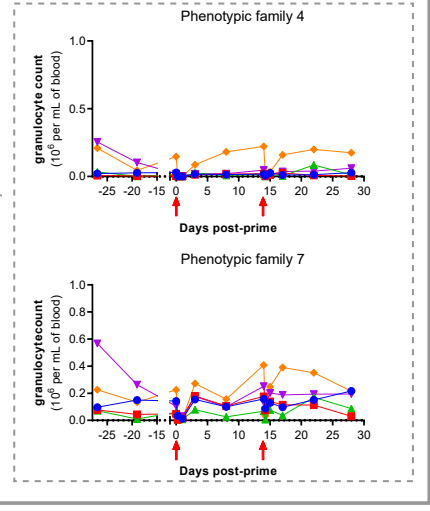 Phenotypic family 4
granulocyte count
(10⁶ per mL of blood)
1.0
0.5
0.0
-25 -20 -15 0 5 10 15 20 25 30
Days post-prime
Phenotypic family 7
granulocytecount
(10⁶ per mL of blood)
1.0
0.8
0.6
0.4
0.2
0.0
-25 -20 -15 0 5 10 15 20 25 30
Days post-prime